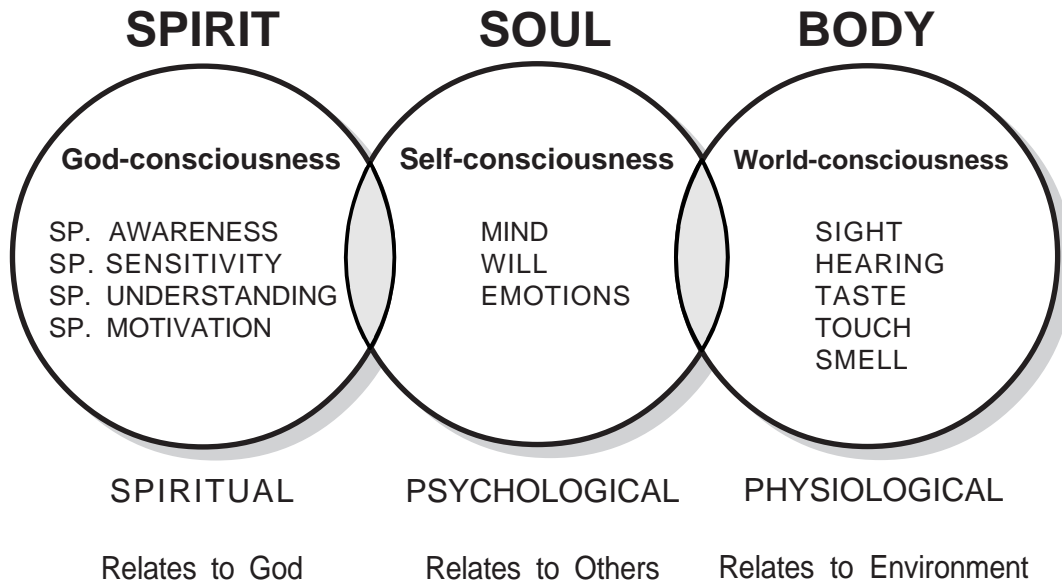 SPIRIT
SOUL
BODY
God-consciousness
Self-consciousness
World-consciousness
SP. AWARENESS
SP. SENSITIVITY
SP. UNDERSTANDING
SP. MOTIVATION
MIND
WILL
EMOTIONS
SIGHT
HEARING
TASTE
TOUCH
SMELL
SPIRITUAL
PSYCHOLOGICAL
PHYSIOLOGICAL
Relates to God
Relates to Others
Relates to Environment